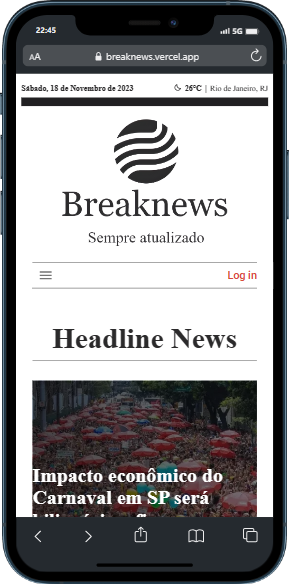 22:45
5G
AA
breaknews.vercel.app
Sábado, 18 de Novembro de 2023
26°C | Rio de Janeiro, RJ
Breaknews
Sempre atualizado
Log in
Headline News
Impacto econômico do
Carnaval em SP será